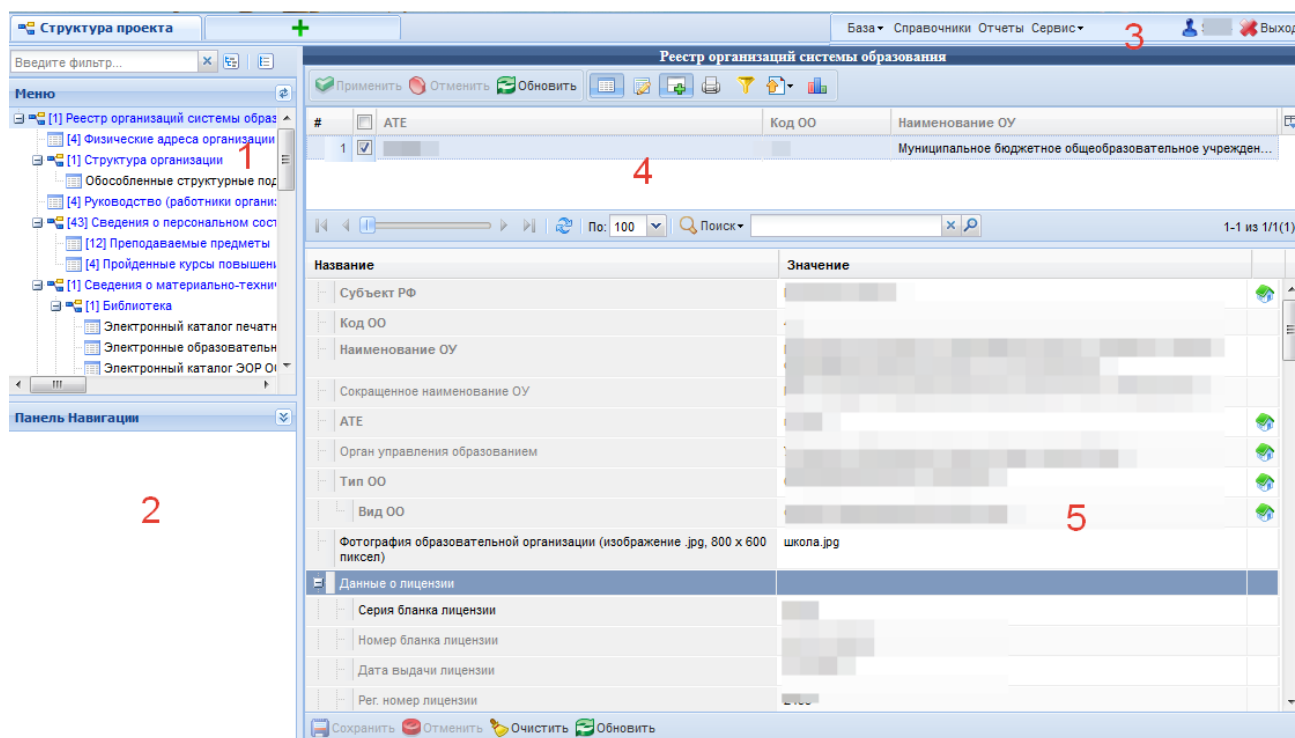 Структура проекта
База Справочники Отчеты Сервис 3 Выход
Введите фильтр...
Реестр организаций системы образования
Меню
Применить Отменить Обновить
[1] Реестр организаций системы образ
[4] Физические адреса организации
[1] Структура организации
1
Обособленные структурные под
[4] Руководство (работники органи:
[43] Сведения о персональном сост
[12] Преподаваемые предметы
[4] Пройденные курсы повышени
[1] Сведения о материально-технич
[1] Библиотека
Электронный каталог печатн
Электронные образовательн
Электронный каталог ЭОР О
Панель Навигации
2
# АТЕ Код ОО Наименование ОУ
1 Муниципальное бюджетное общеобразовательное учрежден...
4
По: 100 Поиск 1-1 из 1/1(1)
Название Значение
Субъект РФ
Код ОО
Наименование ОУ
Сокращенное наименование ОУ
АТЕ
Орган управления образованием
Тип ОО
Вид ОО
5
Фотография образовательной организации (изображение .jpg, 800 x 600 школа.jpg
пиксел)
Данные о лицензии
Серия бланка лицензии
Номер бланка лицензии
Дата выдачи лицензии
Рег. номер лицензии
Сохранить Отменить Очистить Обновить